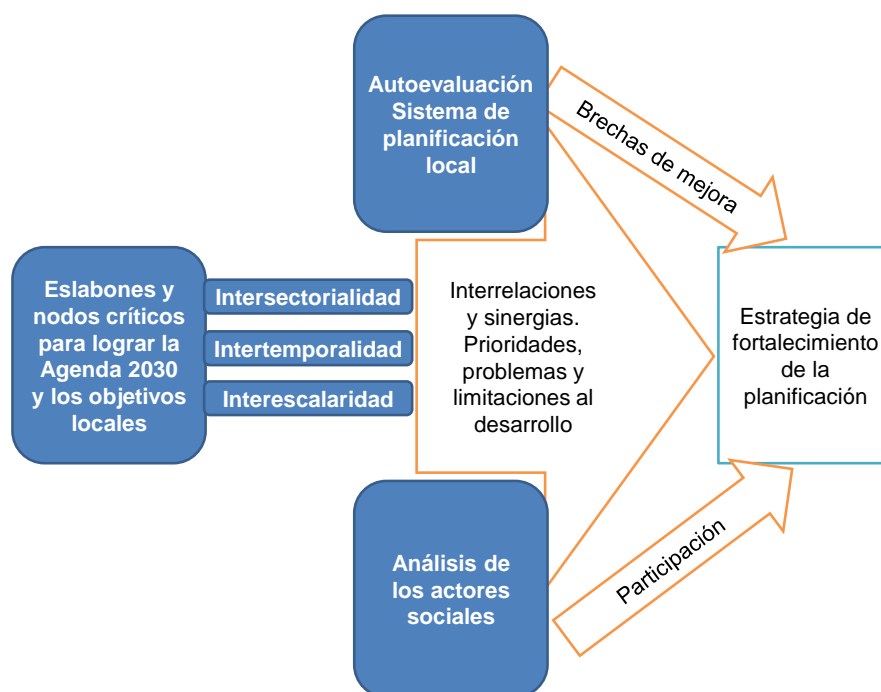 Autoevaluación
Sistema de
planificación
local
Brechas de mejora
Eslabones y
nodos críticos
para lograr la
Agenda 2030
y los objetivos
locales
Intersectorialidad
Intertemporalidad
Interescalaridad
Interrelaciones
y sinergias.
Prioridades,
problemas y
limitaciones al
desarrollo
Estrategia de
fortalecimiento
de la
planificación
Análisis de
los actores
sociales
Participación